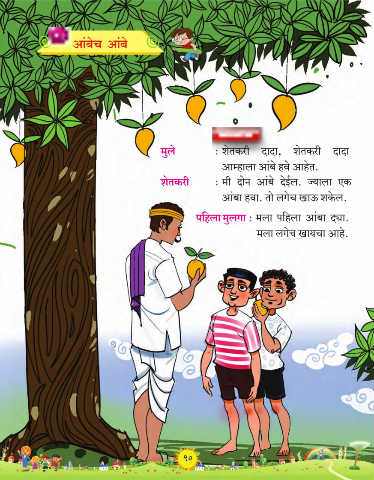 आंबेच आंबे
मुले : शेतकरी दादा, शेतकरी दादा
आम्हाला आंबे हवे आहेत.
शेतकरी : मी दोन आंबे देईल. ज्याला एक
आंबा हवा. तो लगेच खाऊ शकेल.
पहिला मुलगा : मला पहिला आंबा द्या.
मला लगेच खायचा आहे.
१०